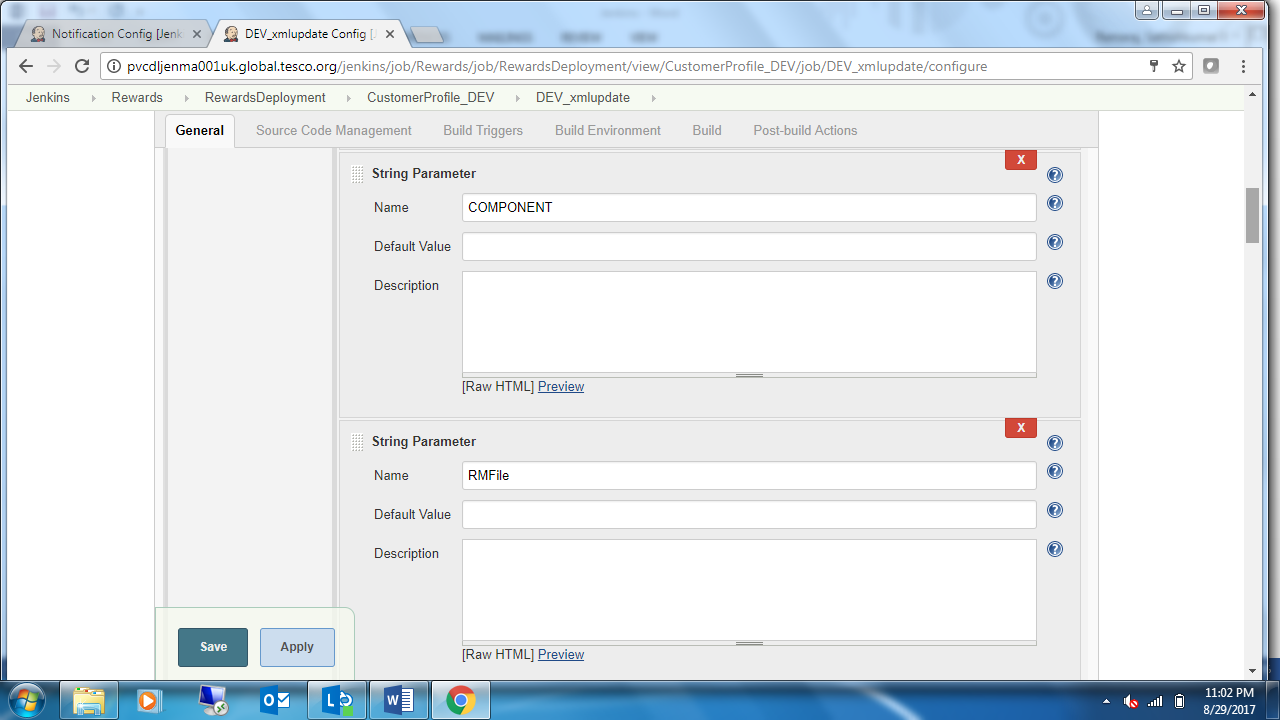 Notification Config [Jenk
DEV_xmlupdate Config [J
pvcdljenma001uk.global.tesco.org/jenkins/job/Rewards/job/RewardsDeployment/view/CustomerProfile_DEV/job/DEV_xmlupdate/configure
Jenkins Rewards RewardsDeployment CustomerProfile_DEV DEV_xmlupdate
General Source Code Management Build Triggers Build Environment Build Post-build Actions
X
String Parameter
Name COMPONENT
Default Value
Description
[Raw HTML] Preview
X
String Parameter
Name RMFile
Default Value
Description
[Raw HTML] Preview
Save Apply
11:02 PM
8/29/2017